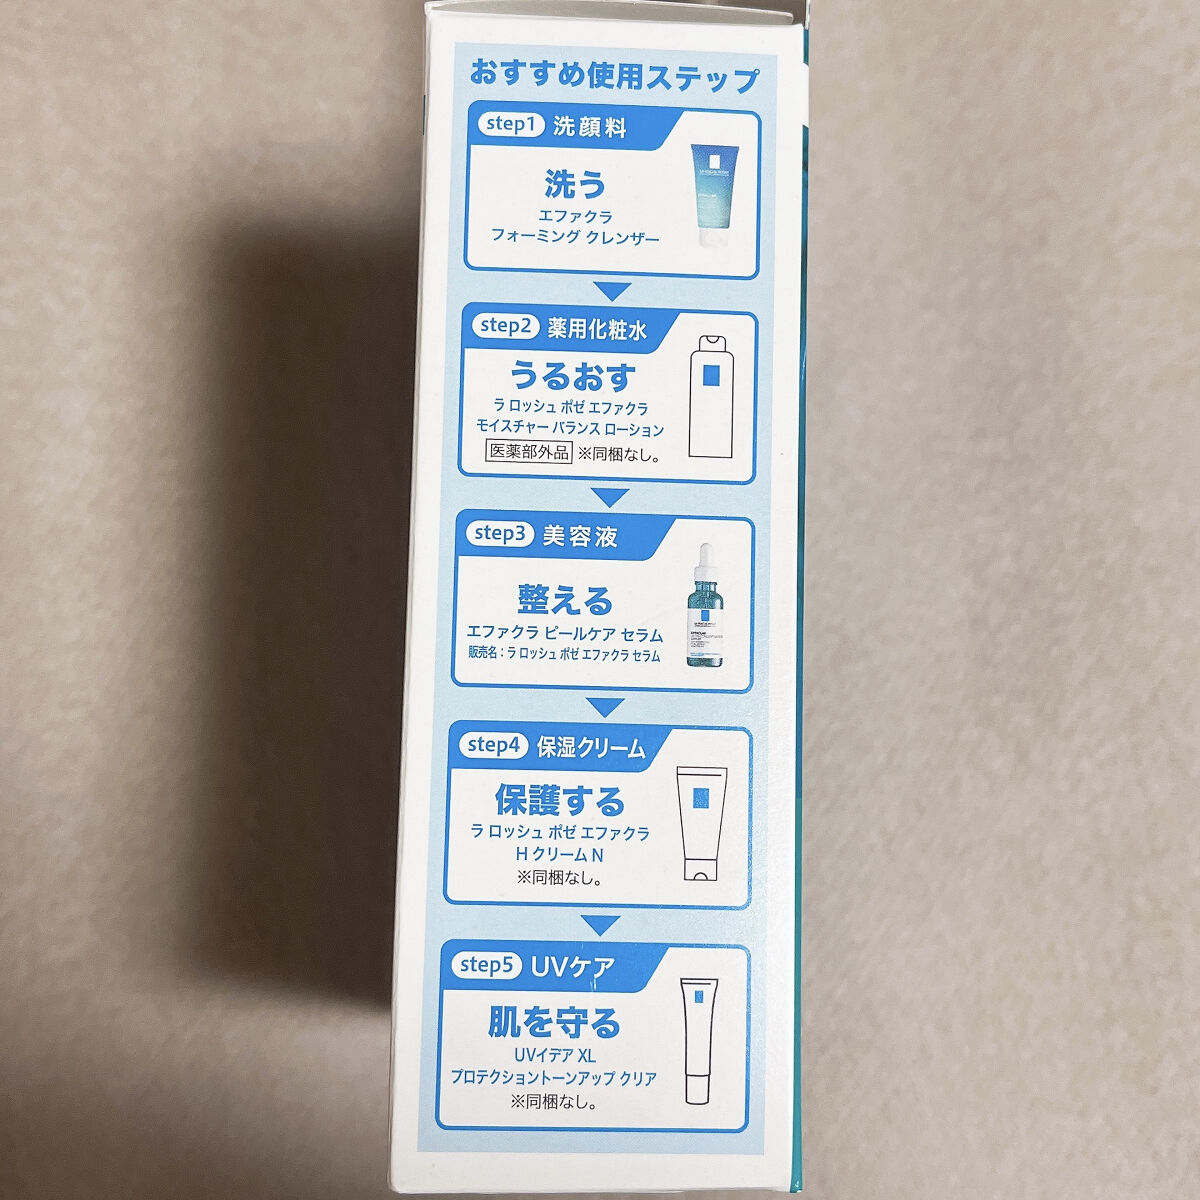 おすすめ使用ステップ
step1 洗顔料
洗う
エファクラ
フォーミング クレンザー
step2 薬用化粧水
うるおす
ラ ロッシュ ポゼ エファクラ
モイスチャー バランス ローション
医薬部外品 ※同梱なし。
step3 美容液
整える
エファクラ ピールケア セラム
販売名：ラ ロッシュ ポゼ エファクラ セラム
step4 保湿クリーム
保護する
ラ ロッシュ ポゼ エファクラ
H クリーム N
※同梱なし。
step5 UVケア
肌を守る
UVイデア XL
プロテクショントーンアップ クリア
※同梱なし。